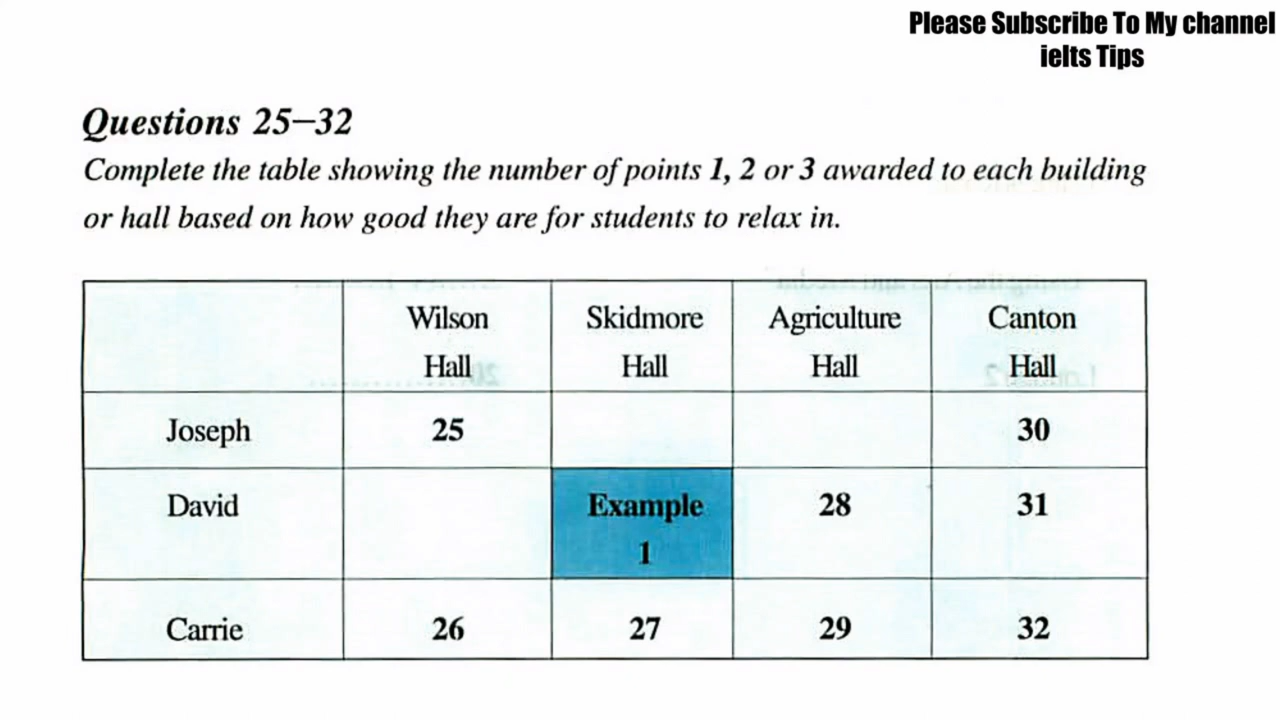 Please Subscribe To My channel
ielts Tips
Questions 25–32
Complete the table showing the number of points 1, 2 or 3 awarded to each building
or hall based on how good they are for students to relax in.
Wilson Hall Skidmore Hall Agriculture Hall Canton Hall
Joseph 25 30
David Example 1 28 31
Carrie 26 27 29 32